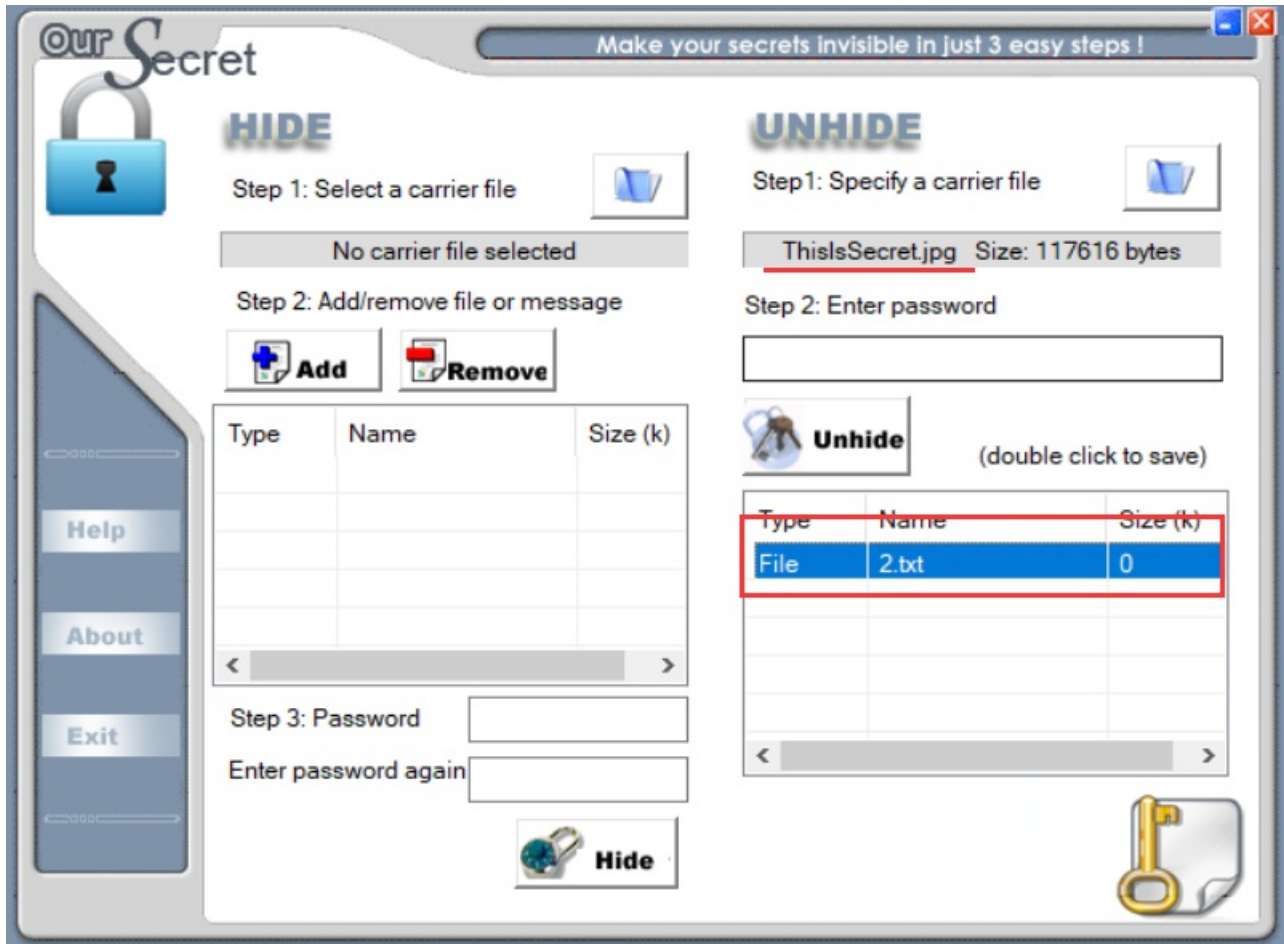 Our Secret
Make your secrets invisible in just 3 easy steps !
HIDE
Step 1: Select a carrier file
No carrier file selected
Step 2: Add/remove file or message
Add
Remove
Type Name Size (k)
Step 3: Password
Enter password again
Hide
UNHIDE
Step1: Specify a carrier file
ThisIsSecret.jpg Size: 117616 bytes
Step 2: Enter password
Unhide
(double click to save)
Type Name Size (k)
File 2.txt 0
Help
About
Exit